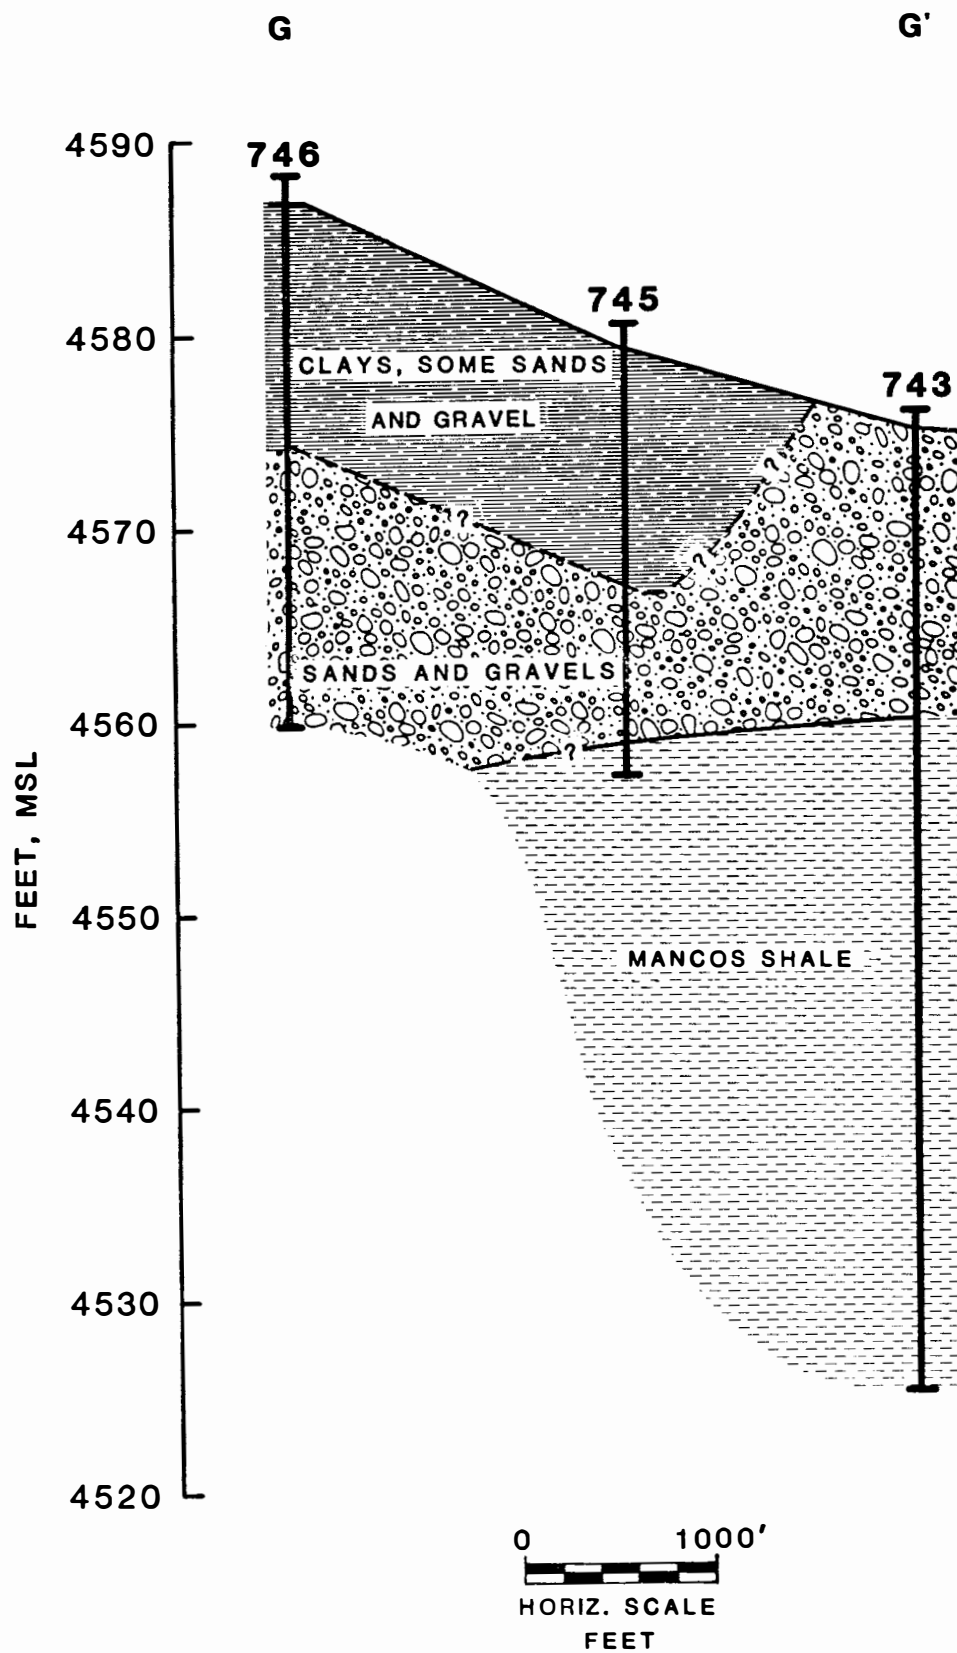 G
G'
4590
746
745
4580
743
CLAYS, SOME SANDS
AND GRAVEL
?
4570
?
?
SANDS AND GRAVELS
4560
?
FEET, MSL
4550
MANCOS SHALE
4540
4530
4520
0 1000'
HORIZ. SCALE
FEET